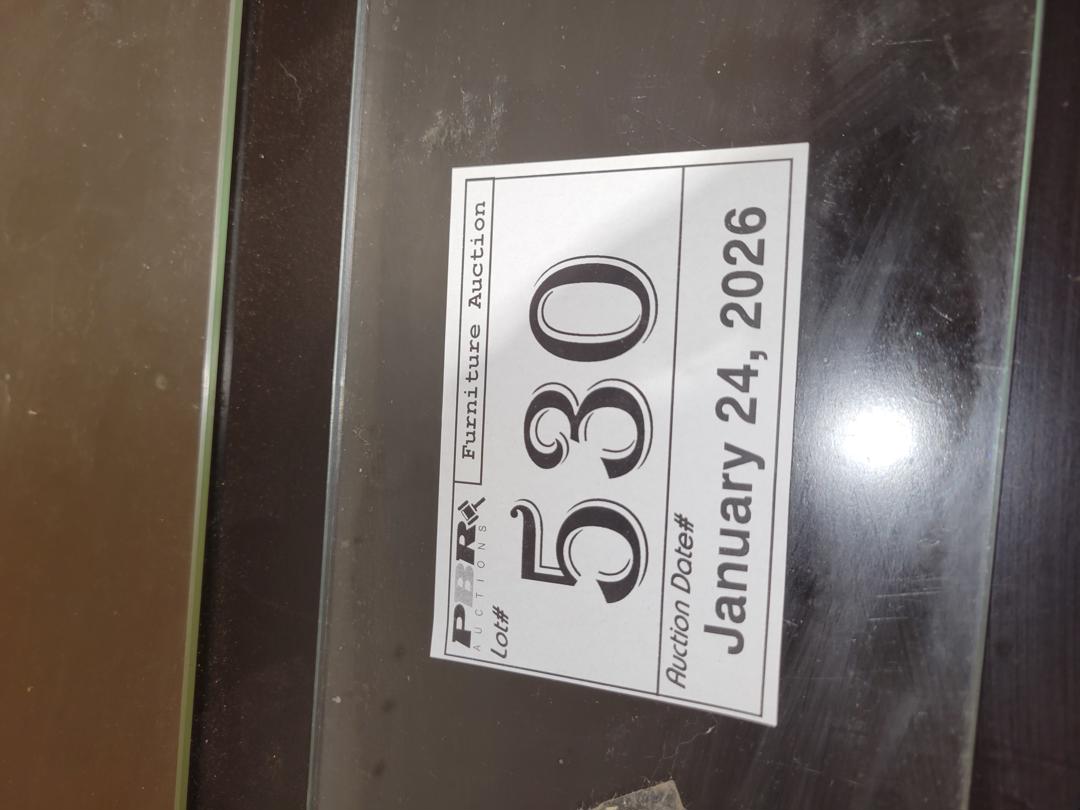 PBR
AUCTIONS
Furniture Auction
Lot#
530
Auction Date#
January 24, 2026